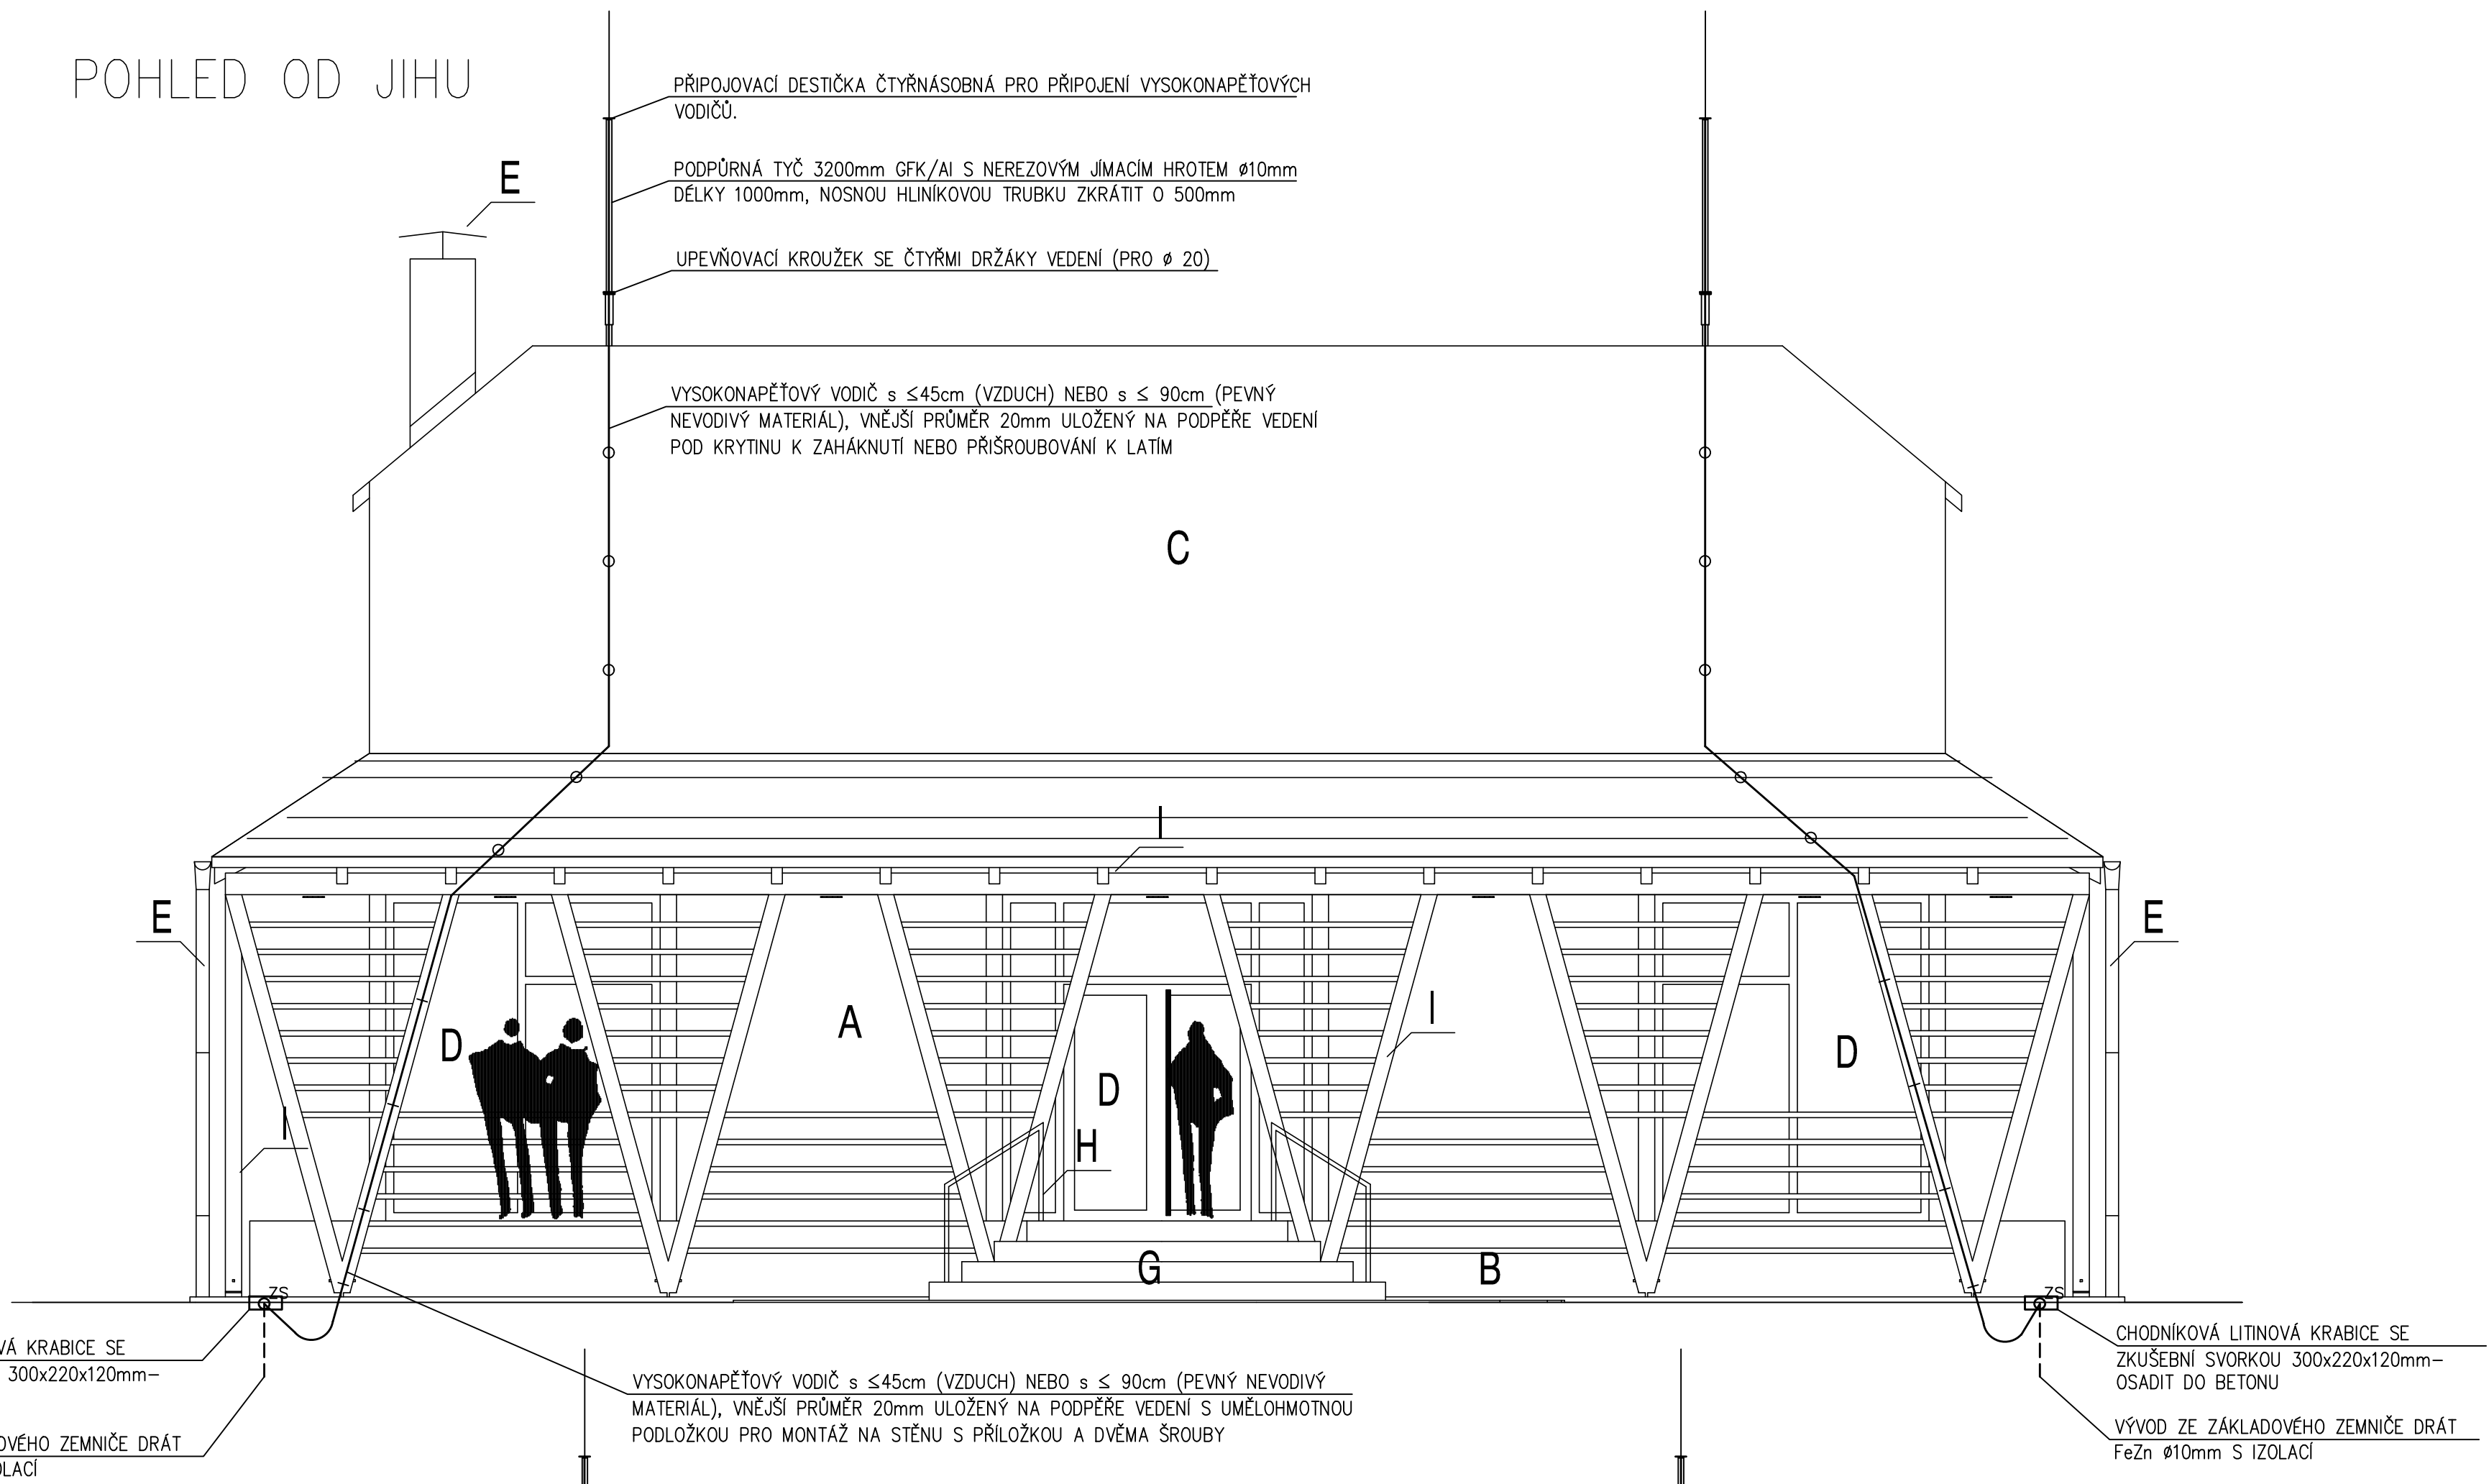 POHLED OD JIHU
PŘIPOJOVACÍ DESTIČKA ČTYŘNÁSOBNÁ PRO PŘIPOJENÍ VYSOKONAPĚŤOVÝCH
VODIČŮ.
E
PODPŮRNÁ TYČ 3200mm GFK/Al S NEREZOVÝM JÍMACÍM HROTEM ø10mm
DÉLKY 1000mm, NOSNOU HLINÍKOVOU TRUBKU ZKRÁTIT O 500mm
UPEVŇOVACÍ KROUŽEK SE ČTYŘMI DRŽÁKY VEDENÍ (PRO ø 20)
VYSOKONAPĚŤOVÝ VODIČ s ≤45cm (VZDUCH) NEBO s ≤ 90cm (PEVNÝ
NEVODIVÝ MATERIÁL), VNĚJŠÍ PRŮMĚR 20mm ULOŽENÝ NA PODPĚŘE VEDENÍ
POD KRYTINU K ZAHÁKNUTÍ NEBO PŘIŠROUBOVÁNÍ K LATÍM
C
I
E
E
A
I
D
D
D
I
H
G
B
ZS
ZS
VÁ KRABICE SE
300x220x120mm–
OVÉHO ZEMNIČE DRÁT
OLACÍ
VYSOKONAPĚŤOVÝ VODIČ s ≤45cm (VZDUCH) NEBO s ≤ 90cm (PEVNÝ NEVODIVÝ
MATERIÁL), VNĚJŠÍ PRŮMĚR 20mm ULOŽENÝ NA PODPĚŘE VEDENÍ S UMĚLOHMOTNOU
PODLOŽKOU PRO MONTÁŽ NA STĚNU S PŘÍLOŽKOU A DVĚMA ŠROUBY
CHODNÍKOVÁ LITINOVÁ KRABICE SE
ZKUŠEBNÍ SVORKOU 300x220x120mm–
OSADIT DO BETONU
VÝVOD ZE ZÁKLADOVÉHO ZEMNIČE DRÁT
FeZn ø10mm S IZOLACÍ